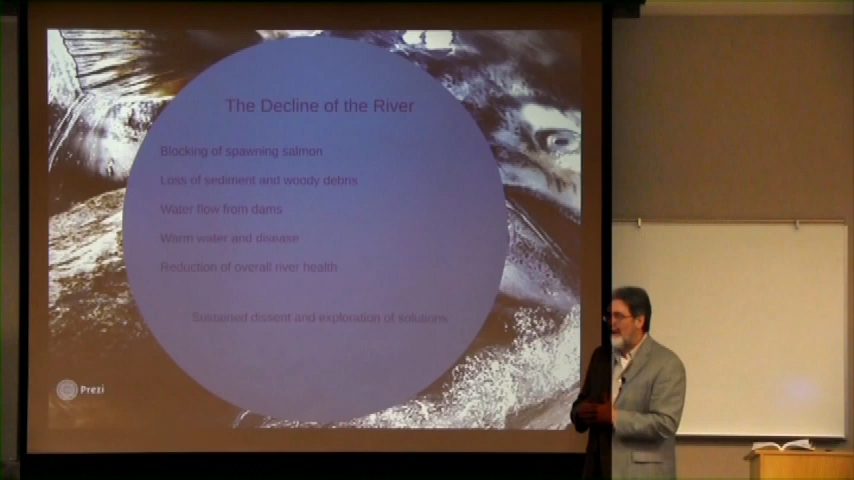 The Decline of the River
Blocking of spawning salmon
Loss of sediment and woody debris
Water flow from dams
Warm water and disease
Reduction of overall river health
Sustained dissent and exploration of solutions
Prezi